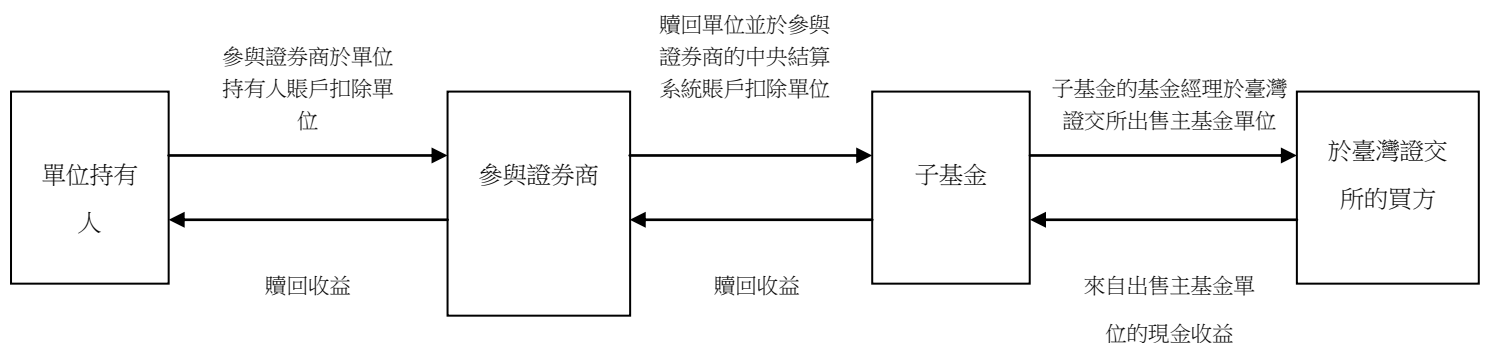 參與證券商於單位
持有人賬戶扣除單
位
贖回單位並於參與
證券商的中央結算
系統賬戶扣除單位
子基金的基金經理於臺灣
證交所出售主基金單位
單位持有
人
參與證券商
子基金
於臺灣證交
所的買方
贖回收益
贖回收益
來自出售主基金單
位的現金收益